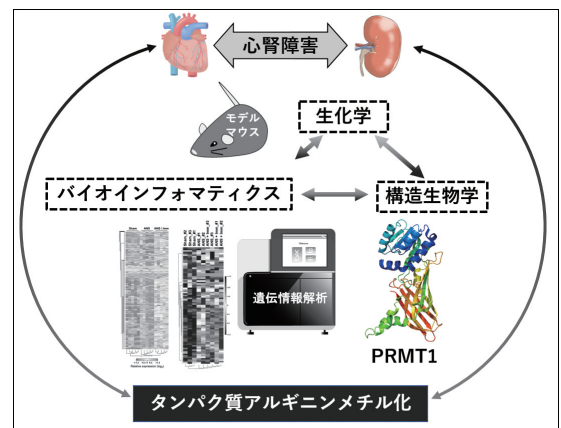 心腎障害
モデル
マウス
生化学
バイオインフォマティクス
構造生物学
遺伝情報解析
PRMT1
タンパク質アルギニンメチル化